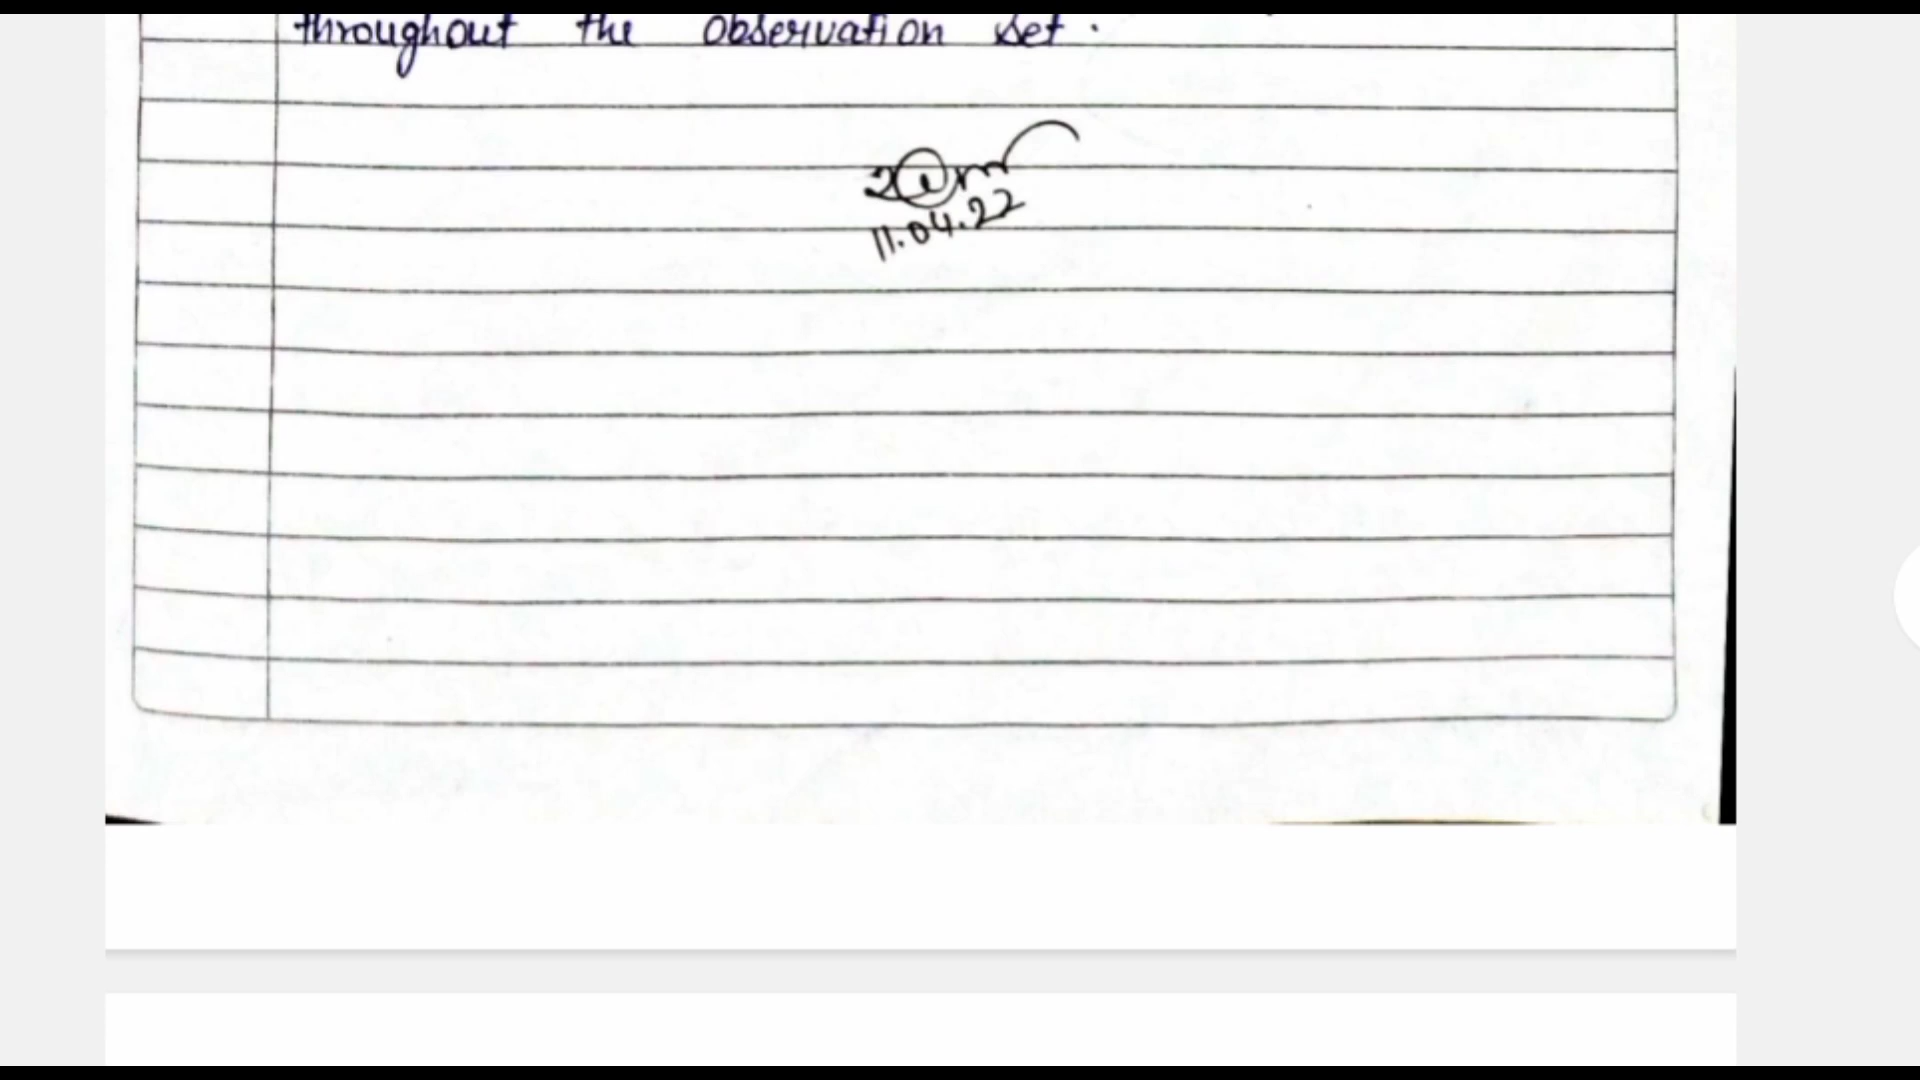 throughout the observation set.
11.04.22